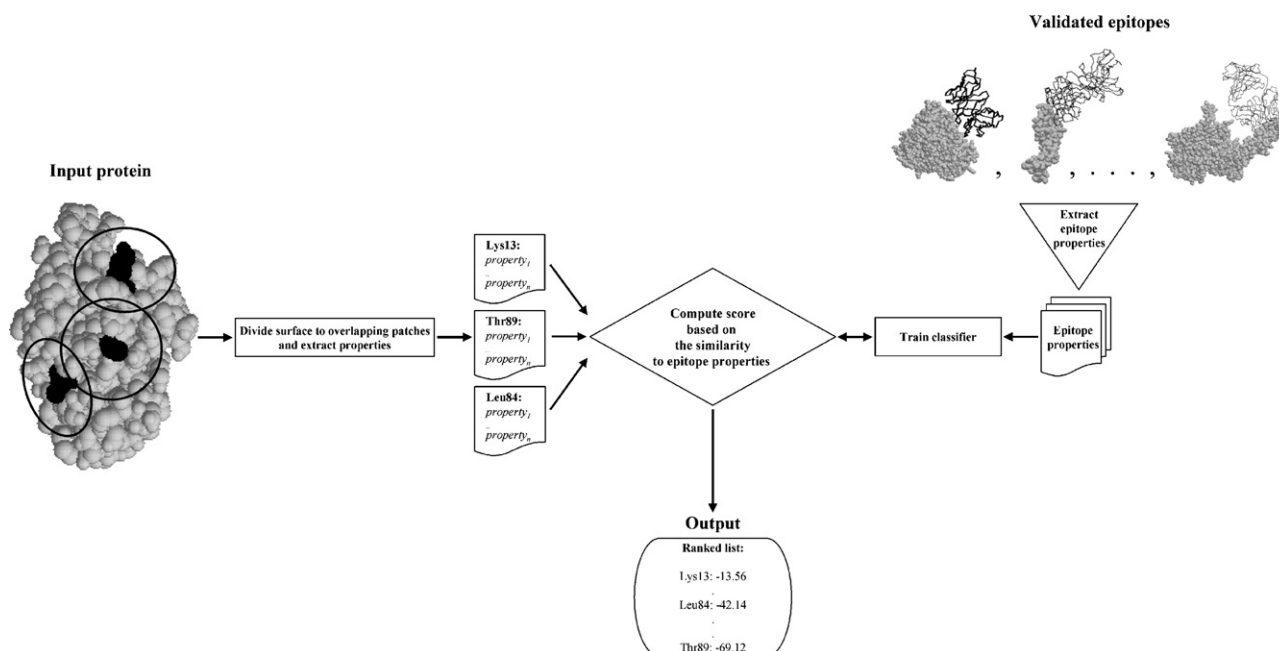 Validated epitopes
, , . . . . ,
Input protein
Extract
epitope
properties
Lys13:
property1
..
propertyn
Divide surface to overlapping patches
and extract properties
Thr89:
property1
..
propertyn
Leu84:
property1
..
propertyn
Compute score
based on
the similarity
to epitope properties
Train classifier
Epitope
properties
Output
Ranked list:
Lys13: -13.56
.
Leu84: -42.14
.
.
Thr89: -69.12